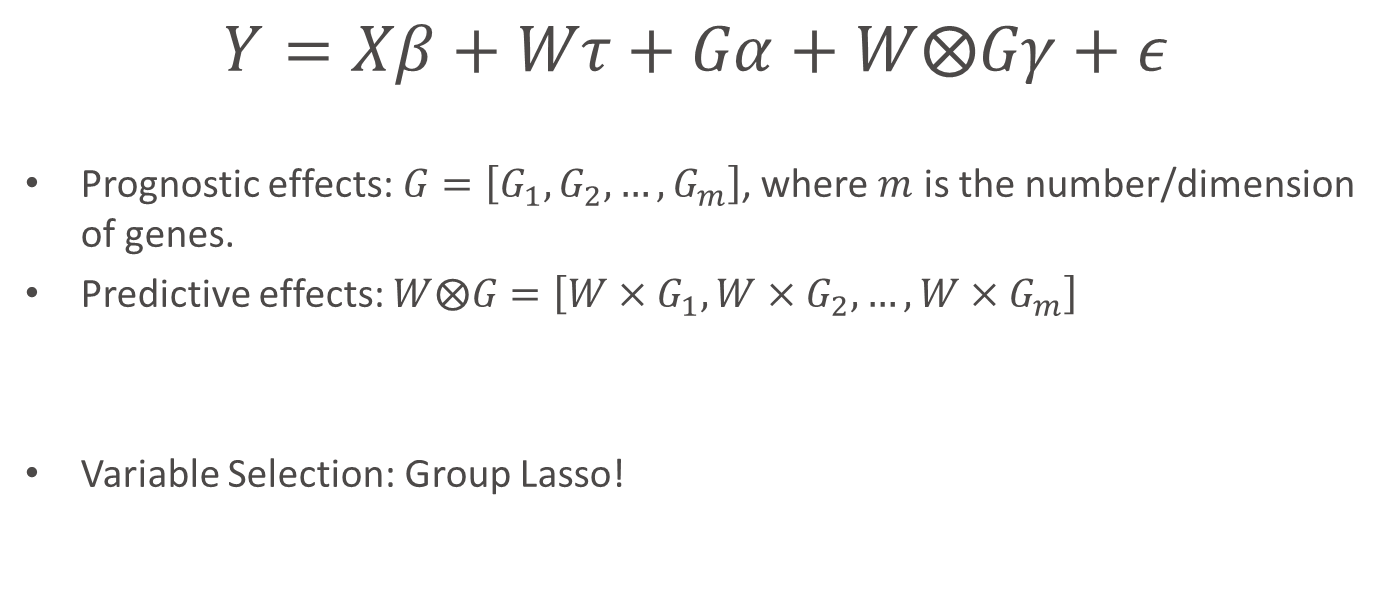 Y = Xβ + Wτ + Gα + W⊗Gγ + ϵ
• Prognostic effects: G = [G₁, G₂, … , Gₘ], where m is the number/dimension
of genes.
• Predictive effects: W⊗G = [W × G₁, W × G₂, … , W × Gₘ]
• Variable Selection: Group Lasso!